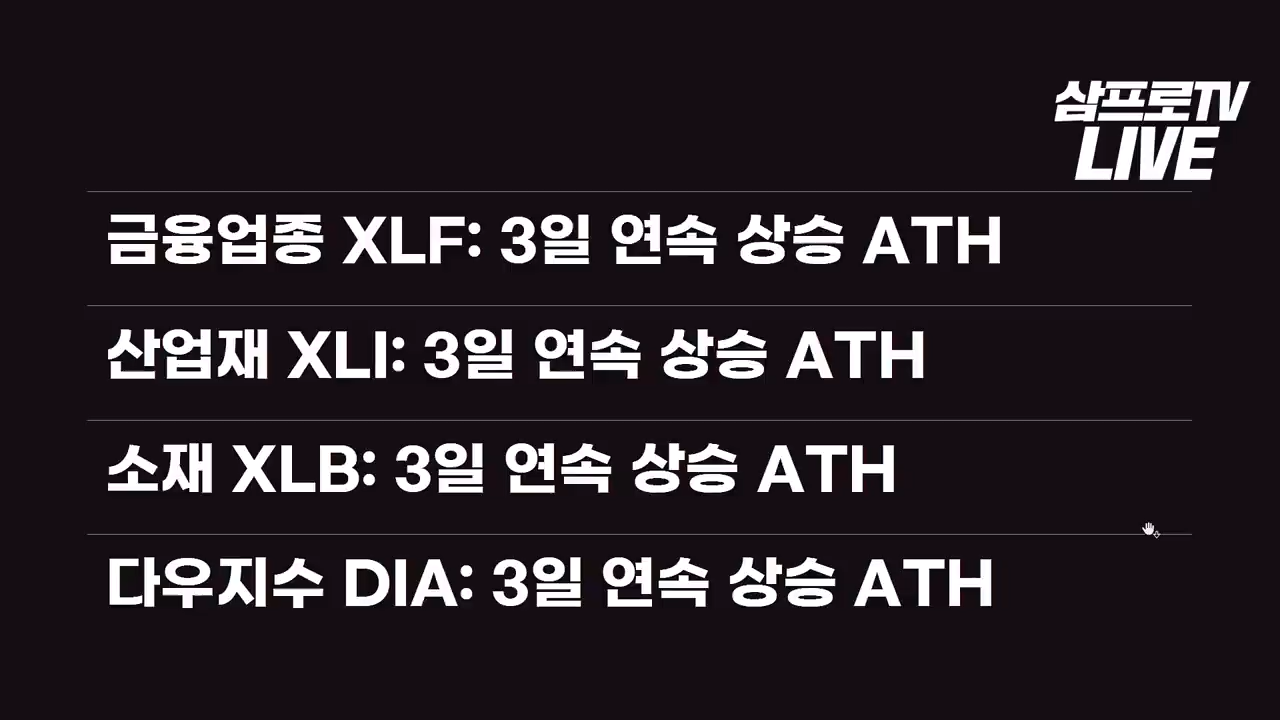 삼프로TV
LIVE
금융업종 XLF: 3일 연속 상승 ATH
산업재 XLI: 3일 연속 상승 ATH
소재 XLB: 3일 연속 상승 ATH
다우지수 DIA: 3일 연속 상승 ATH